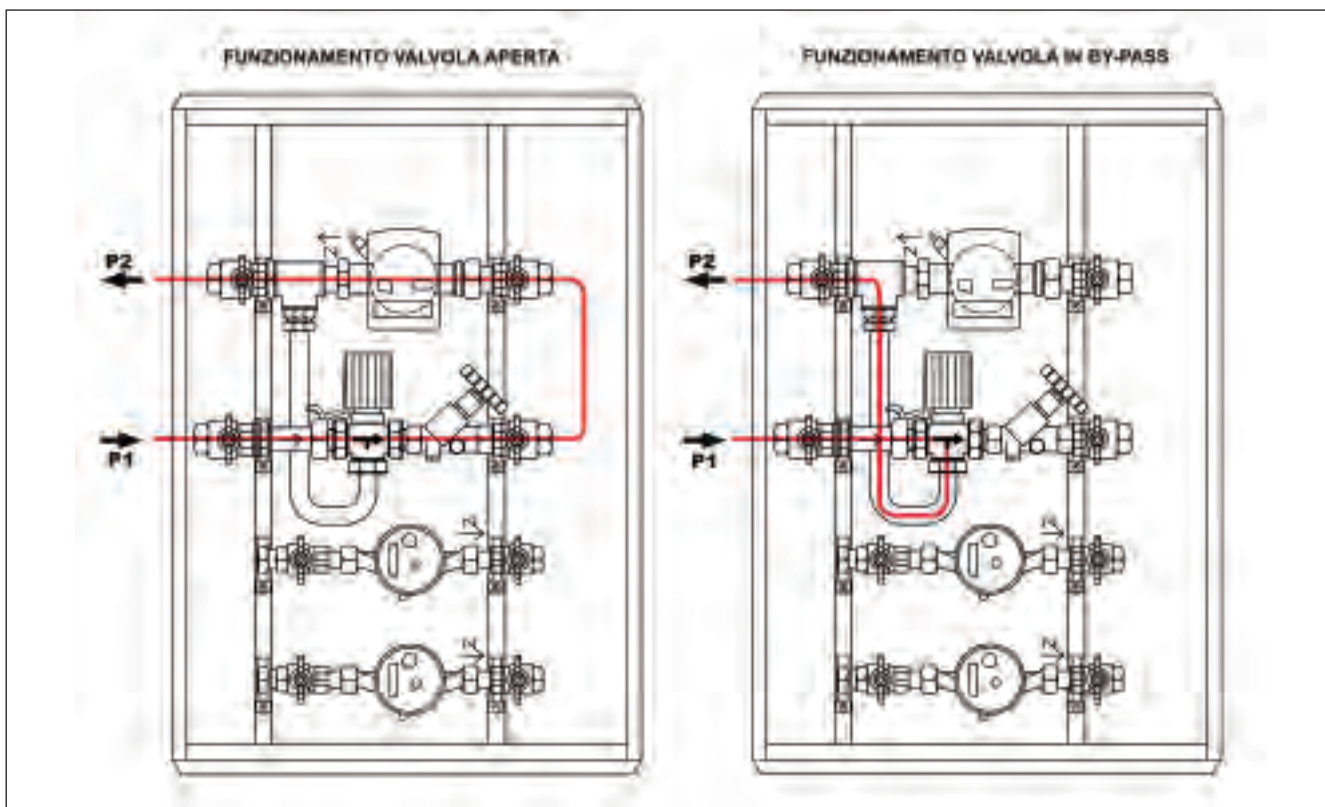 FUNZIONAMENTO VALVOLA APERTA
FUNZIONAMENTO VALVOLA IN BY-PASS
P2
P1
P2
P1